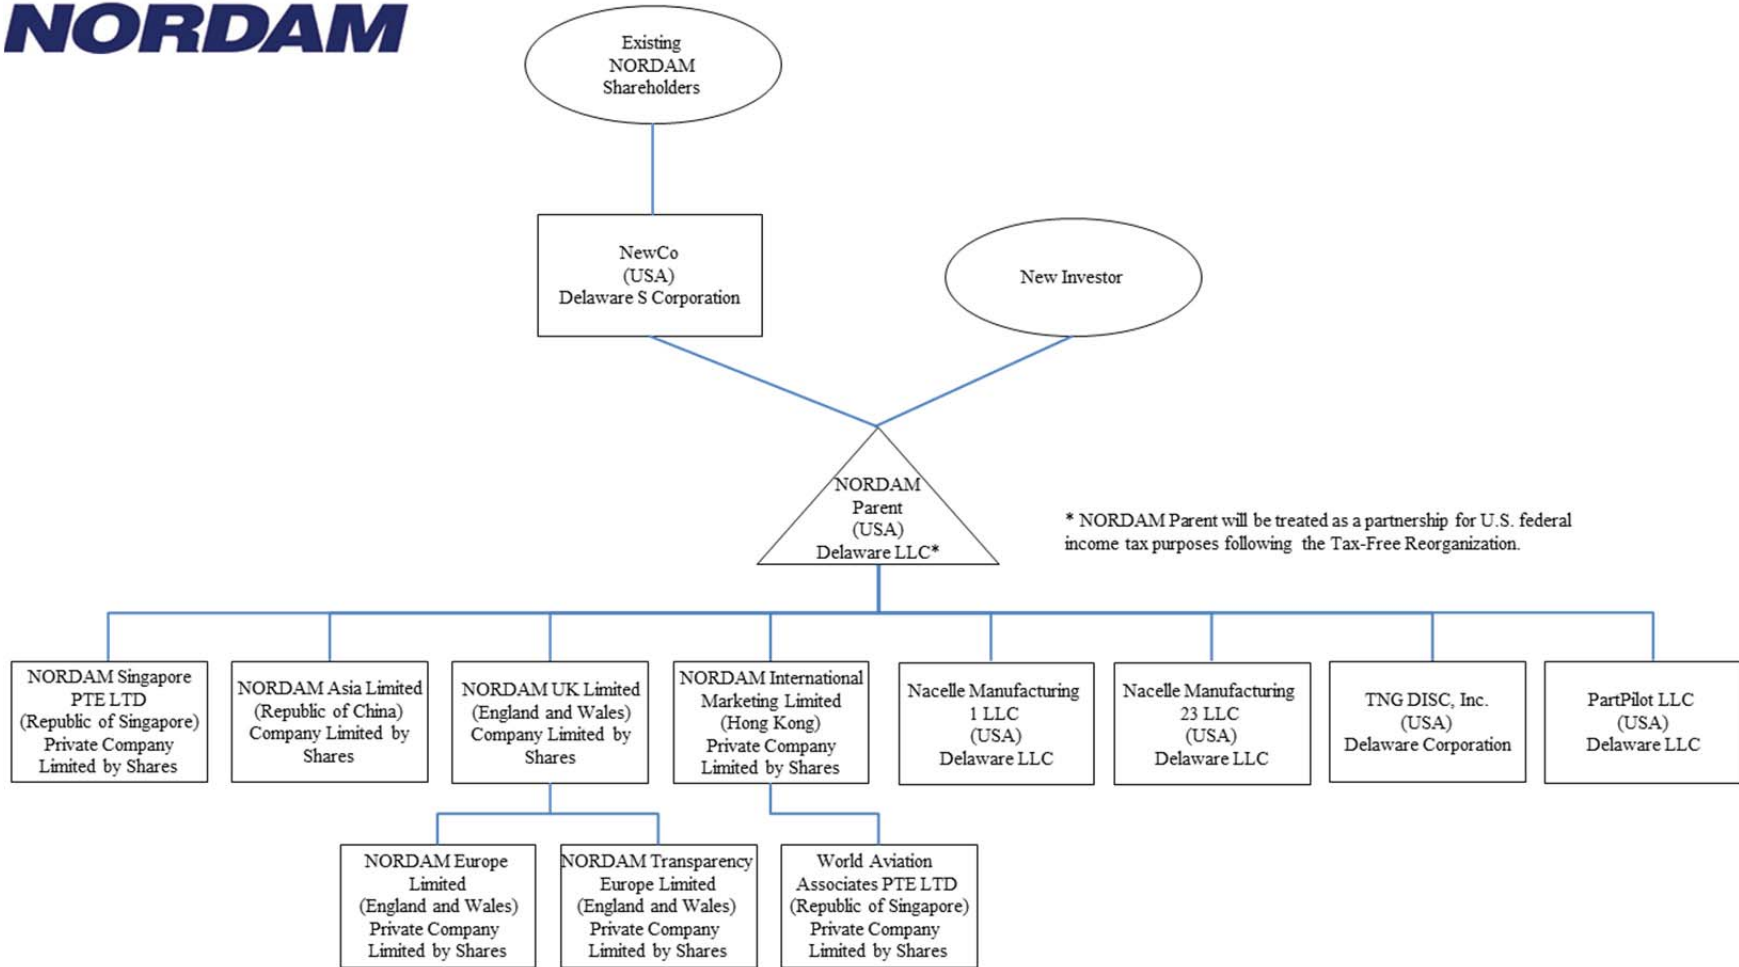 NORDAM
Existing
NORDAM
Shareholders
NewCo
(USA)
Delaware S Corporation
New Investor
NORDAM
Parent
(USA)
Delaware LLC*
* NORDAM Parent will be treated as a partnership for U.S. federal
income tax purposes following the Tax-Free Reorganization.
NORDAM Singapore
PTE LTD
(Republic of Singapore)
Private Company
Limited by Shares
NORDAM Asia Limited
(Republic of China)
Company Limited by
Shares
NORDAM UK Limited
(England and Wales)
Company Limited by
Shares
NORDAM International
Marketing Limited
(Hong Kong)
Private Company
Limited by Shares
Nacelle Manufacturing
1 LLC
(USA)
Delaware LLC
Nacelle Manufacturing
23 LLC
(USA)
Delaware LLC
TNG DISC, Inc.
(USA)
Delaware Corporation
PartPilot LLC
(USA)
Delaware LLC
NORDAM Europe
Limited
(England and Wales)
Private Company
Limited by Shares
NORDAM Transparency
Europe Limited
(England and Wales)
Private Company
Limited by Shares
World Aviation
Associates PTE LTD
(Republic of Singapore)
Private Company
Limited by Shares